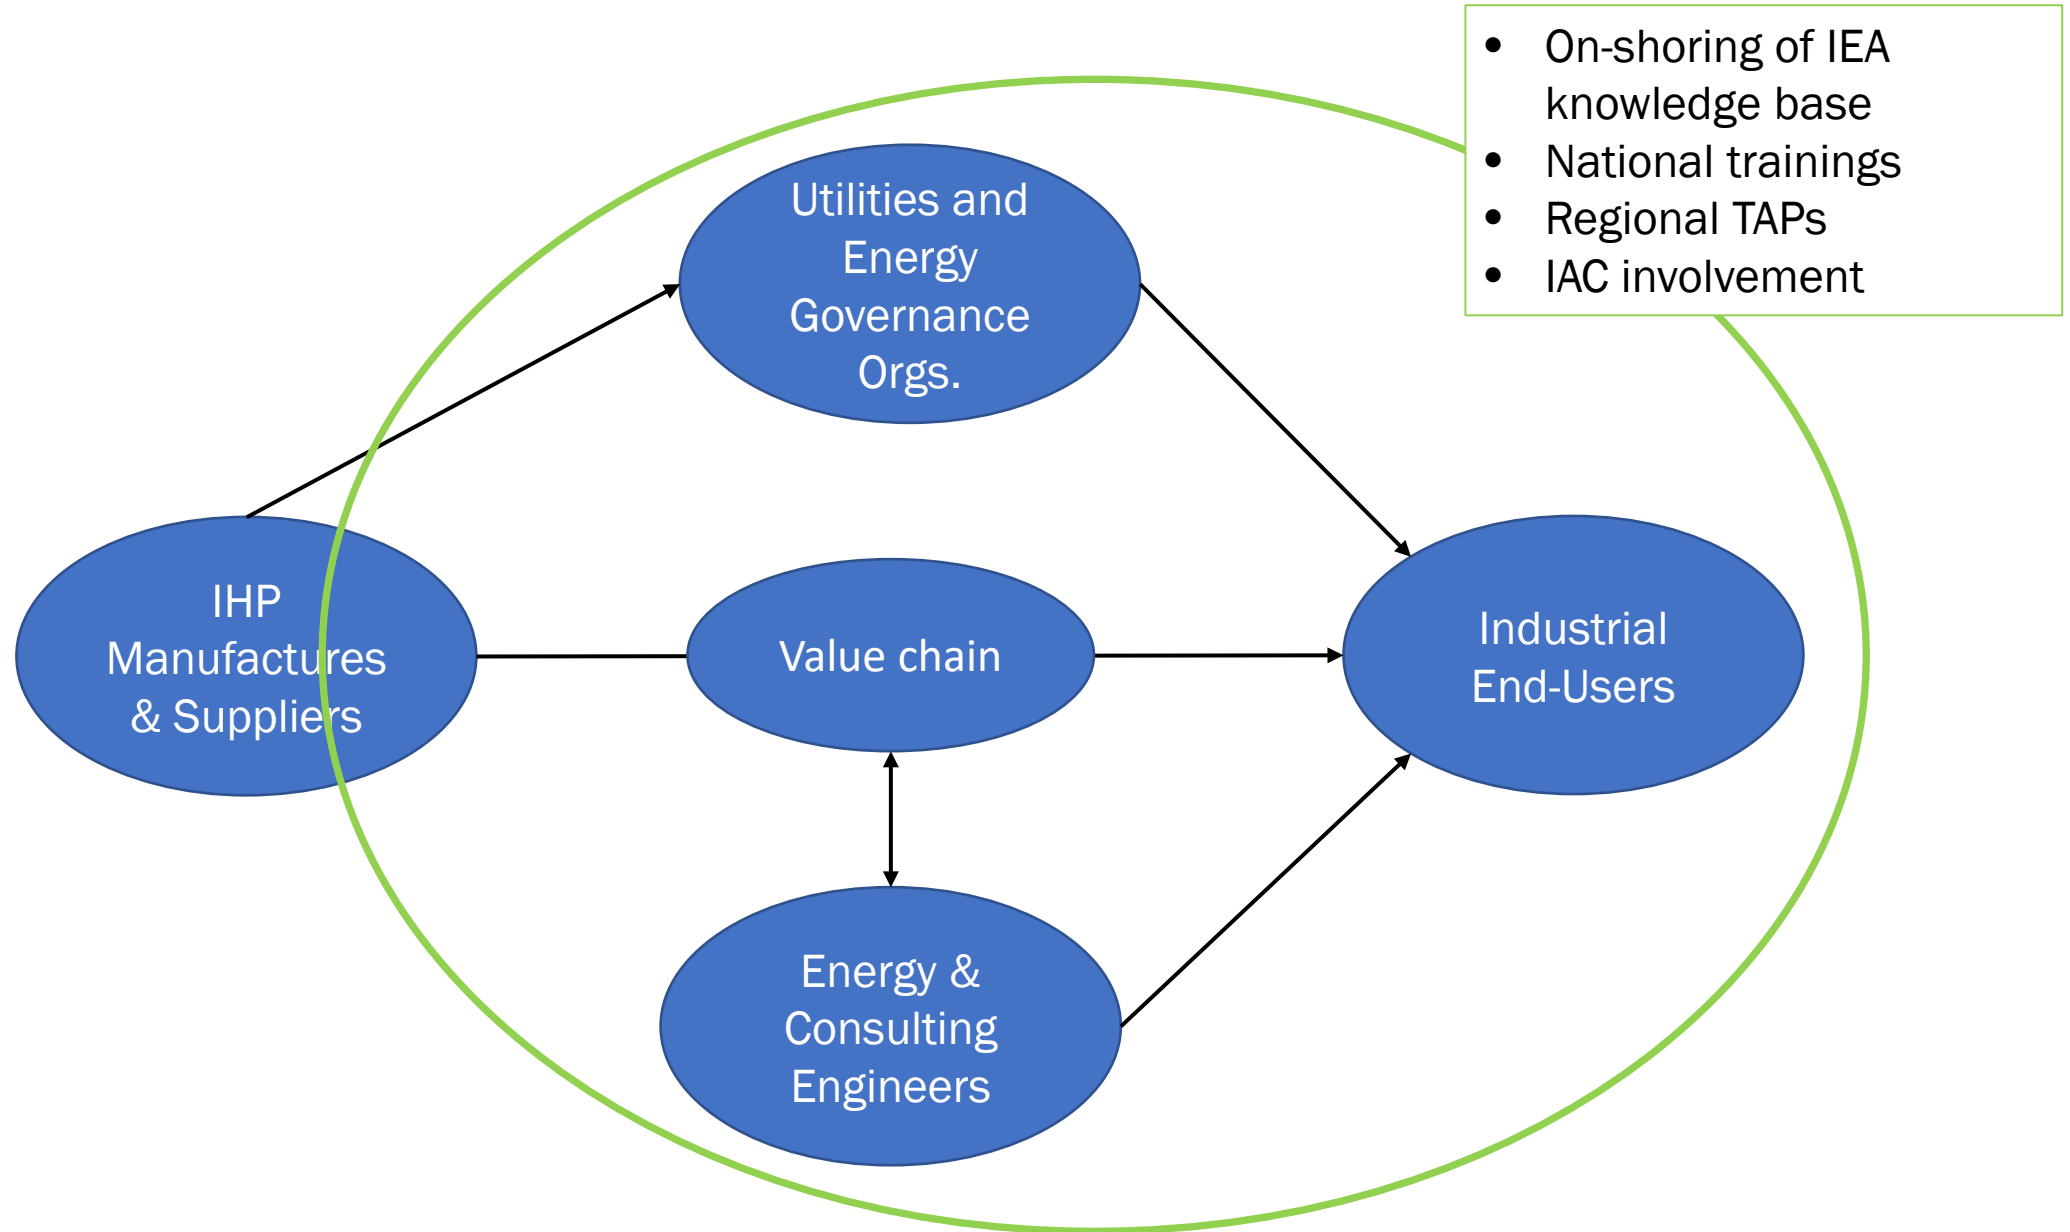 • On-shoring of IEA
knowledge base
• National trainings
• Regional TAPs
• IAC involvement
Utilities and
Energy
Governance
Orgs.
IHP
Manufactures
& Suppliers
Value chain
Industrial
End-Users
Energy &
Consulting
Engineers